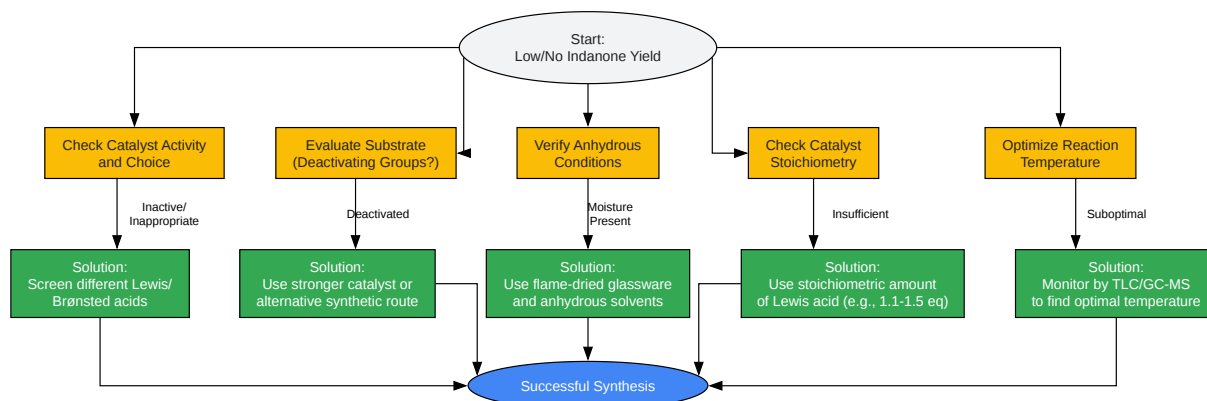 Start:
Low/No Indanone Yield
Check Catalyst Activity
and Choice
Evaluate Substrate
(Deactivating Groups?)
Verify Anhydrous
Conditions
Check Catalyst
Stoichiometry
Optimize Reaction
Temperature
Inactive/
Inappropriate
Deactivated
Moisture
Present
Insufficient
Suboptimal
Solution:
Screen different Lewis/
Brønsted acids
Solution:
Use stronger catalyst or
alternative synthetic route
Solution:
Use flame-dried glassware
and anhydrous solvents
Solution:
Use stoichiometric amount
of Lewis acid (e.g., 1.1-1.5 eq)
Solution:
Monitor by TLC/GC-MS
to find optimal temperature
Successful Synthesis